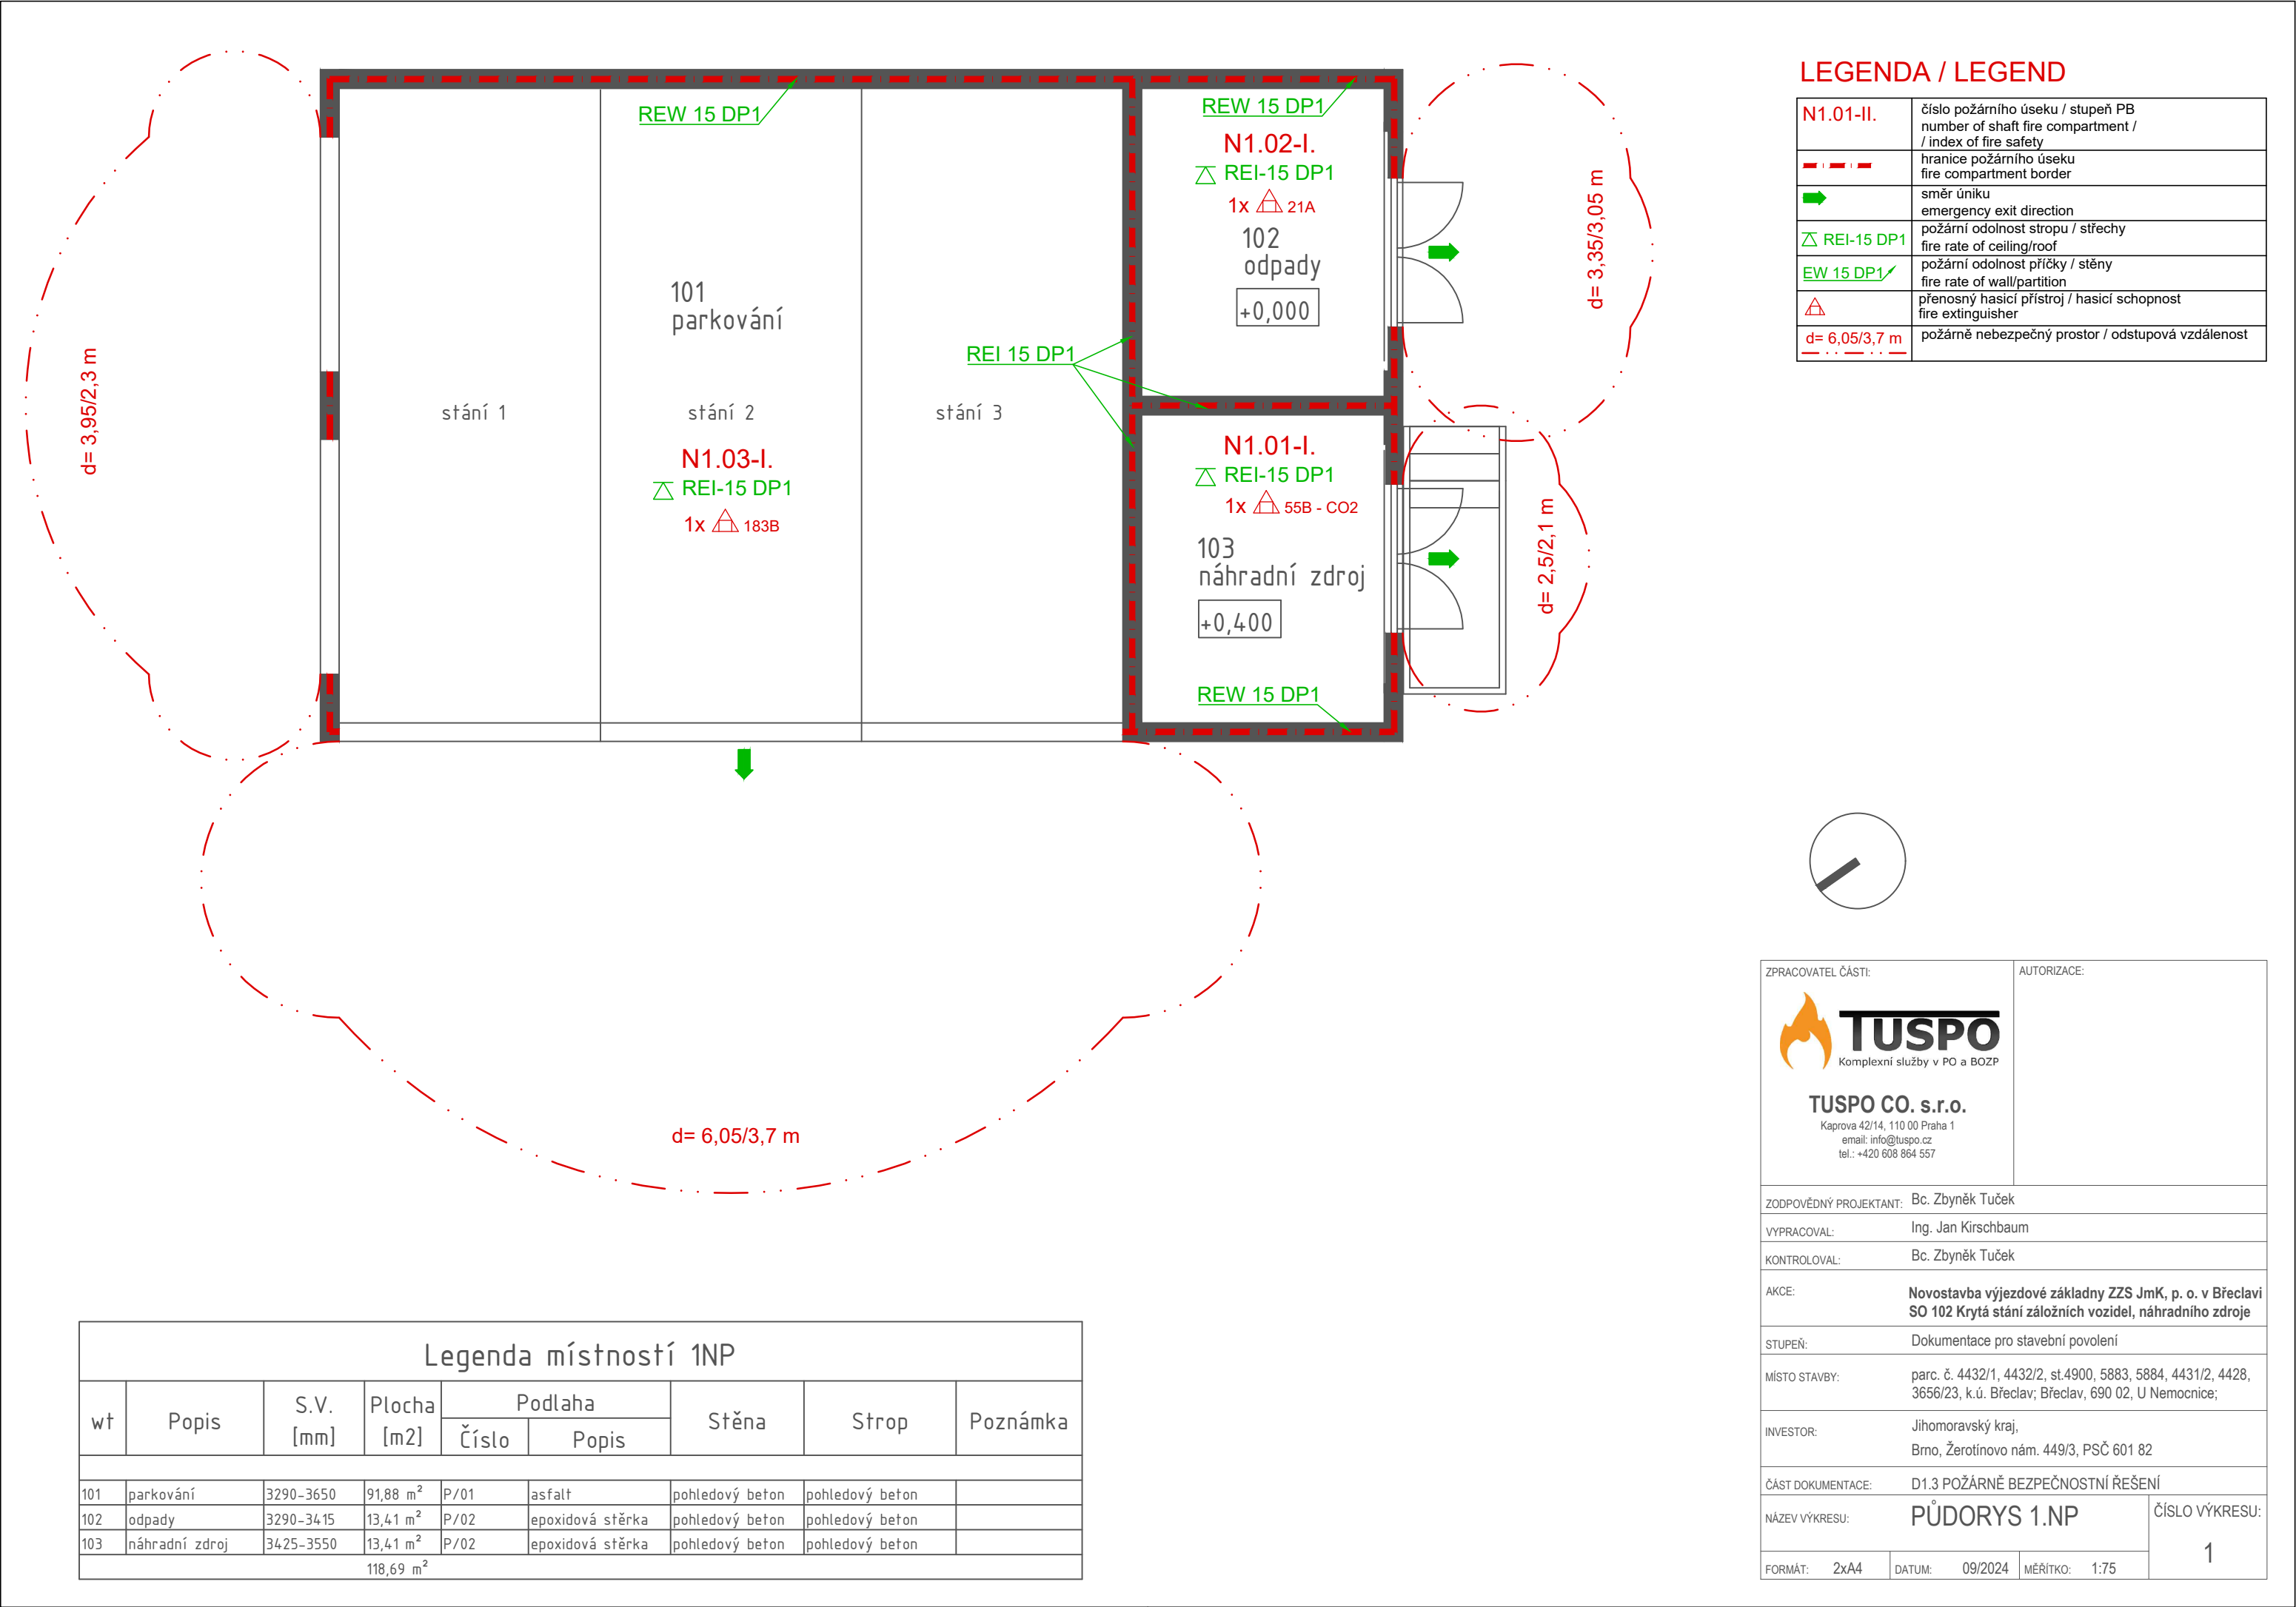 LEGENDA / LEGEND
N1.01-II.
číslo požárního úseku / stupeň PB
number of shaft fire compartment /
/ index of fire safety
hranice požárního úseku
fire compartment border
směr úniku
emergency exit direction
REI-15 DP1
požární odolnost stropu / střechy
fire rate of ceiling/roof
EW 15 DP1
požární odolnost příčky / stěny
fire rate of wall/partition
přenosný hasicí přístroj / hasicí schopnost
fire extinguisher
d= 6,05/3,7 m
požárně nebezpečný prostor / odstupová vzdálenost
REW 15 DP1
REW 15 DP1
N1.02-I.
REI-15 DP1
1x 21A
102
odpady
+0,000
d= 3,35/3,05 m
101
parkování
REI 15 DP1
d= 3,95/2,3 m
stání 1
stání 2
stání 3
N1.03-I.
REI-15 DP1
1x 183B
N1.01-I.
REI-15 DP1
1x 55B - CO2
103
náhradní zdroj
+0,400
d= 2,5/2,1 m
REW 15 DP1
d= 6,05/3,7 m
ZPRACOVATEL ČÁSTI:
AUTORIZACE:
TUSPO
Komplexní služby v PO a BOZP
TUSPO CO. s.r.o.
Kaprova 42/14, 110 00 Praha 1
email: info@tuspo.cz
tel.: +420 608 864 557
ZODPOVĚDNÝ PROJEKTANT: Bc. Zbyněk Tuček
VYPRACOVAL: Ing. Jan Kirschbaum
KONTROLOVAL: Bc. Zbyněk Tuček
AKCE: Novostavba výjezdové základny ZZS JmK, p. o. v Břeclavi
SO 102 Krytá stání záložních vozidel, náhradního zdroje
STUPEŇ: Dokumentace pro stavební povolení
MÍSTO STAVBY: parc. č. 4432/1, 4432/2, st.4900, 5883, 5884, 4431/2, 4428,
3656/23, k.ú. Břeclav; Břeclav, 690 02, U Nemocnice;
INVESTOR: Jihomoravský kraj,
Brno, Žerotínovo nám. 449/3, PSČ 601 82
ČÁST DOKUMENTACE: D1.3 POŽÁRNĚ BEZPEČNOSTNÍ ŘEŠENÍ
NÁZEV VÝKRESU: PŮDORYS 1.NP
ČÍSLO VÝKRESU:
1
FORMÁT: 2xA4 DATUM: 09/2024 MĚŘÍTKO: 1:75
Legenda místností 1NP
wt Popis S.V. [mm] Plocha [m2] Podlaha Stěna Strop Poznámka
Číslo Popis
101 parkování 3290-3650 91,88 m² P/01 asfalt pohledový beton pohledový beton
102 odpady 3290-3415 13,41 m² P/02 epoxidová stěrka pohledový beton pohledový beton
103 náhradní zdroj 3425-3550 13,41 m² P/02 epoxidová stěrka pohledový beton pohledový beton
118,69 m²